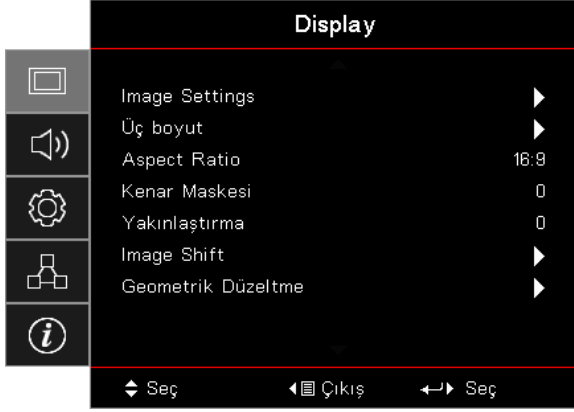 Display
Image Settings
Üç boyut
Aspect Ratio 16:9
Kenar Maskesi 0
Yakınlaştırma 0
Image Shift
Geometrik Düzeltme
Seç Çıkış Seç